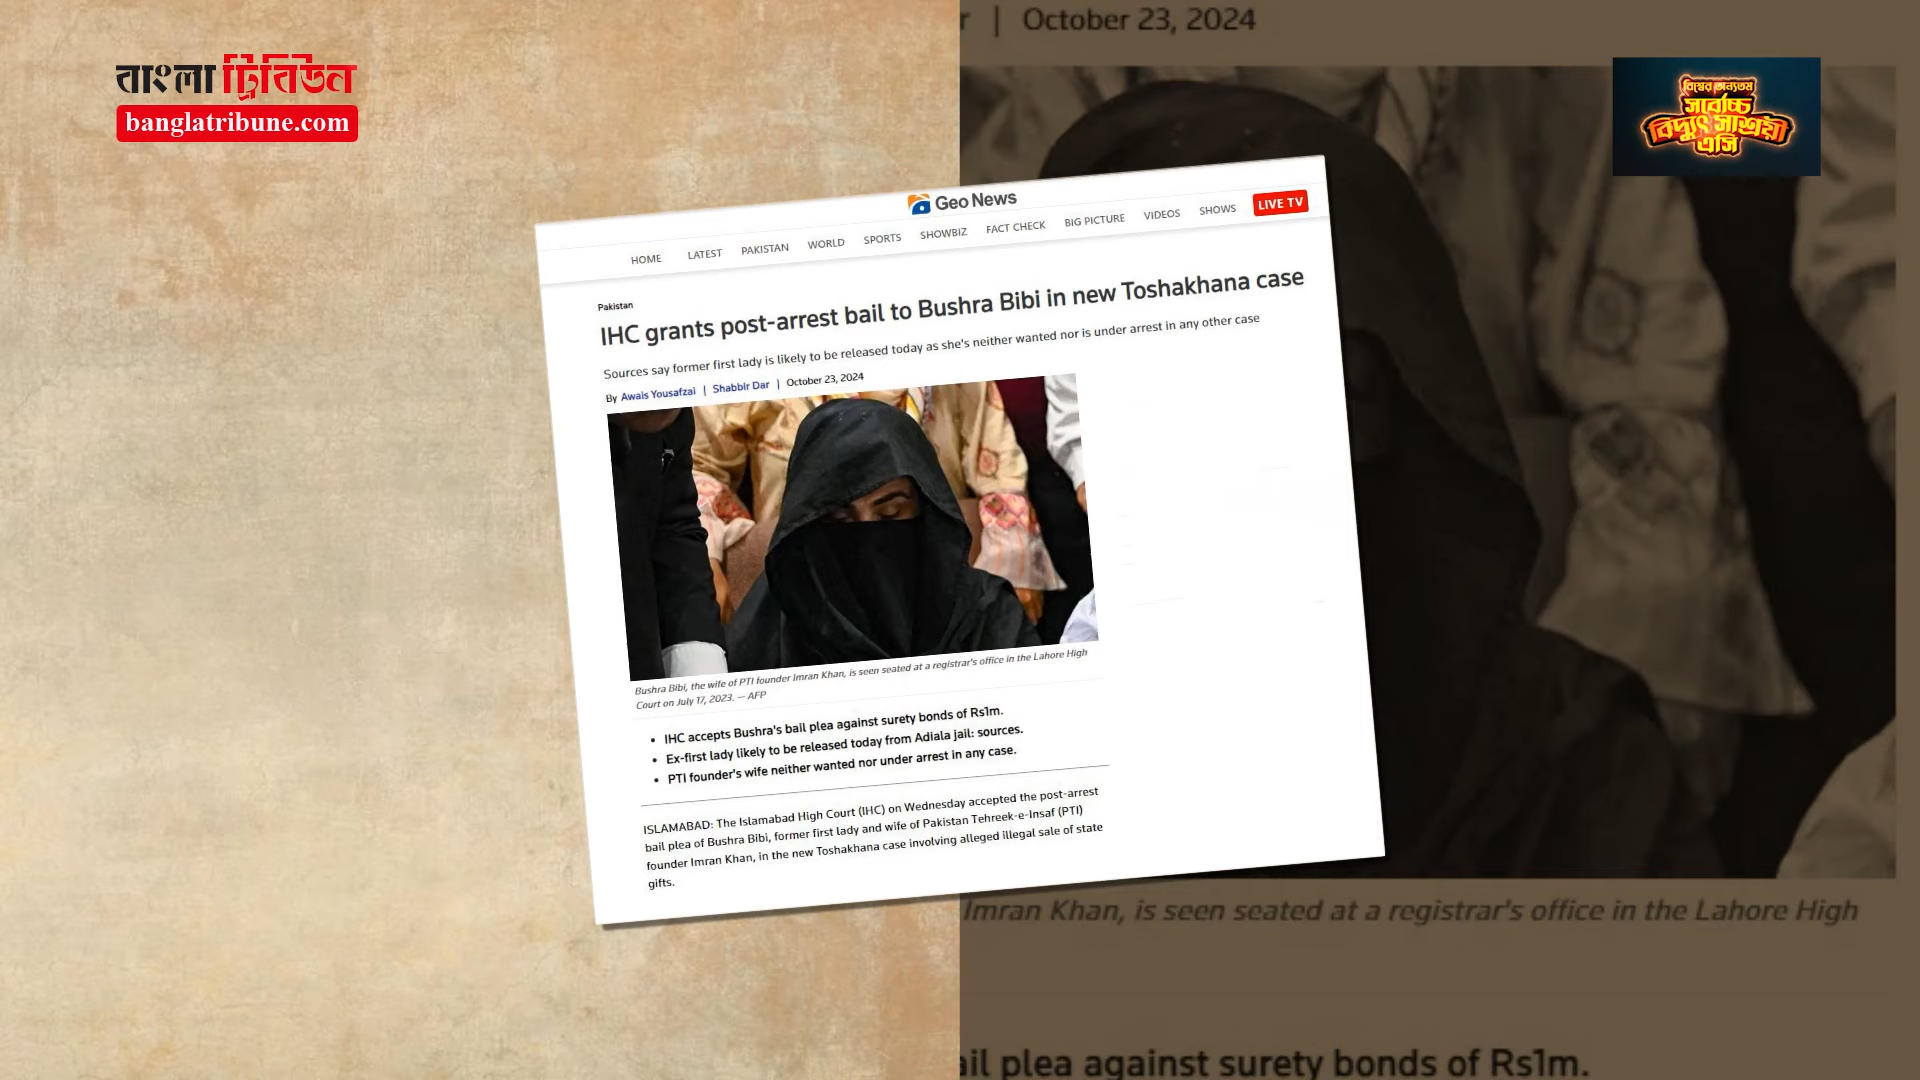 বাংলা ট্রিবিউন
banglatribune.com
October 23, 2024
বিশ্বের অন্যতম
সর্বোচ্চ
বিদ্যুৎ সাশ্রয়ী
এসি
Geo News
HOME LATEST PAKISTAN WORLD SPORTS SHOWBIZ FACT CHECK BIG PICTURE VIDEOS SHOWS LIVE TV
Pakistan
IHC grants post-arrest bail to Bushra Bibi in new Toshakhana case
Sources say former first lady is likely to be released today as she's neither wanted nor is under arrest in any other case
By Awais Yousafzai | Shabbir Dar | October 23, 2024
Bushra Bibi, the wife of PTI founder Imran Khan, is seen seated at a registrar's office in the Lahore High
Court on July 17, 2023. — AFP
• IHC accepts Bushra's bail plea against surety bonds of Rs1m.
• Ex-first lady likely to be released today from Adiala jail: sources.
• PTI founder's wife neither wanted nor under arrest in any case.
ISLAMABAD: The Islamabad High Court (IHC) on Wednesday accepted the post-arrest
bail plea of Bushra Bibi, former first lady and wife of Pakistan Tehreek-e-Insaf (PTI)
founder Imran Khan, in the new Toshakhana case involving alleged illegal sale of state
gifts.
Imran Khan, is seen seated at a registrar's office in the Lahore High
ail plea against surety bonds of Rs1m.